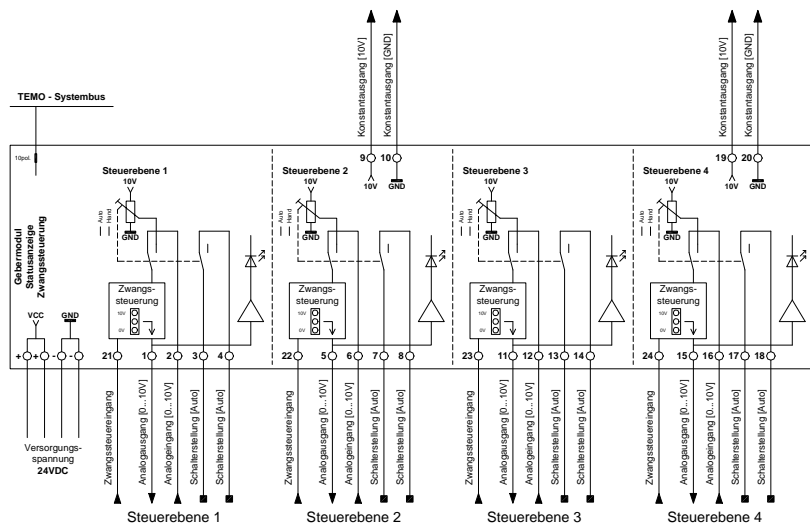 Konstantausgang [10V]
Konstantausgang [GND]
Konstantausgang [10V]
Konstantausgang [GND]
TEMO - Systembus
10pol.
9
10
19
20
10V
GND
10V
GND
Steuerebene 1
Steuerebene 2
Steuerebene 3
Steuerebene 4
10V
10V
10V
10V
Auto
Hand
Auto
Hand
Auto
Hand
Auto
Hand
GND
GND
GND
GND
Gebermodul
Statusanzeige
Zwangssteuerung
Zwangs-
steuerung
10V
0V
Zwangs-
steuerung
10V
0V
Zwangs-
steuerung
10V
0V
Zwangs-
steuerung
10V
0V
VCC
GND
+ + - -
21 1 2 3 4
22 5 6 7 8
23 11 12 13 14
24 15 16 17 18
Versorgungs-
spannung
24VDC
Zwangssteuereingang
Analogausgang [0...10V]
Analogeingang [0...10V]
Schalterstellung [Auto]
Schalterstellung [Auto]
Zwangssteuereingang
Analogausgang [0...10V]
Analogeingang [0...10V]
Schalterstellung [Auto]
Schalterstellung [Auto]
Zwangssteuereingang
Analogausgang [0...10V]
Analogeingang [0...10V]
Schalterstellung [Auto]
Schalterstellung [Auto]
Zwangssteuereingang
Analogausgang [0...10V]
Analogeingang [0...10V]
Schalterstellung [Auto]
Schalterstellung [Auto]
Steuerebene 1
Steuerebene 2
Steuerebene 3
Steuerebene 4